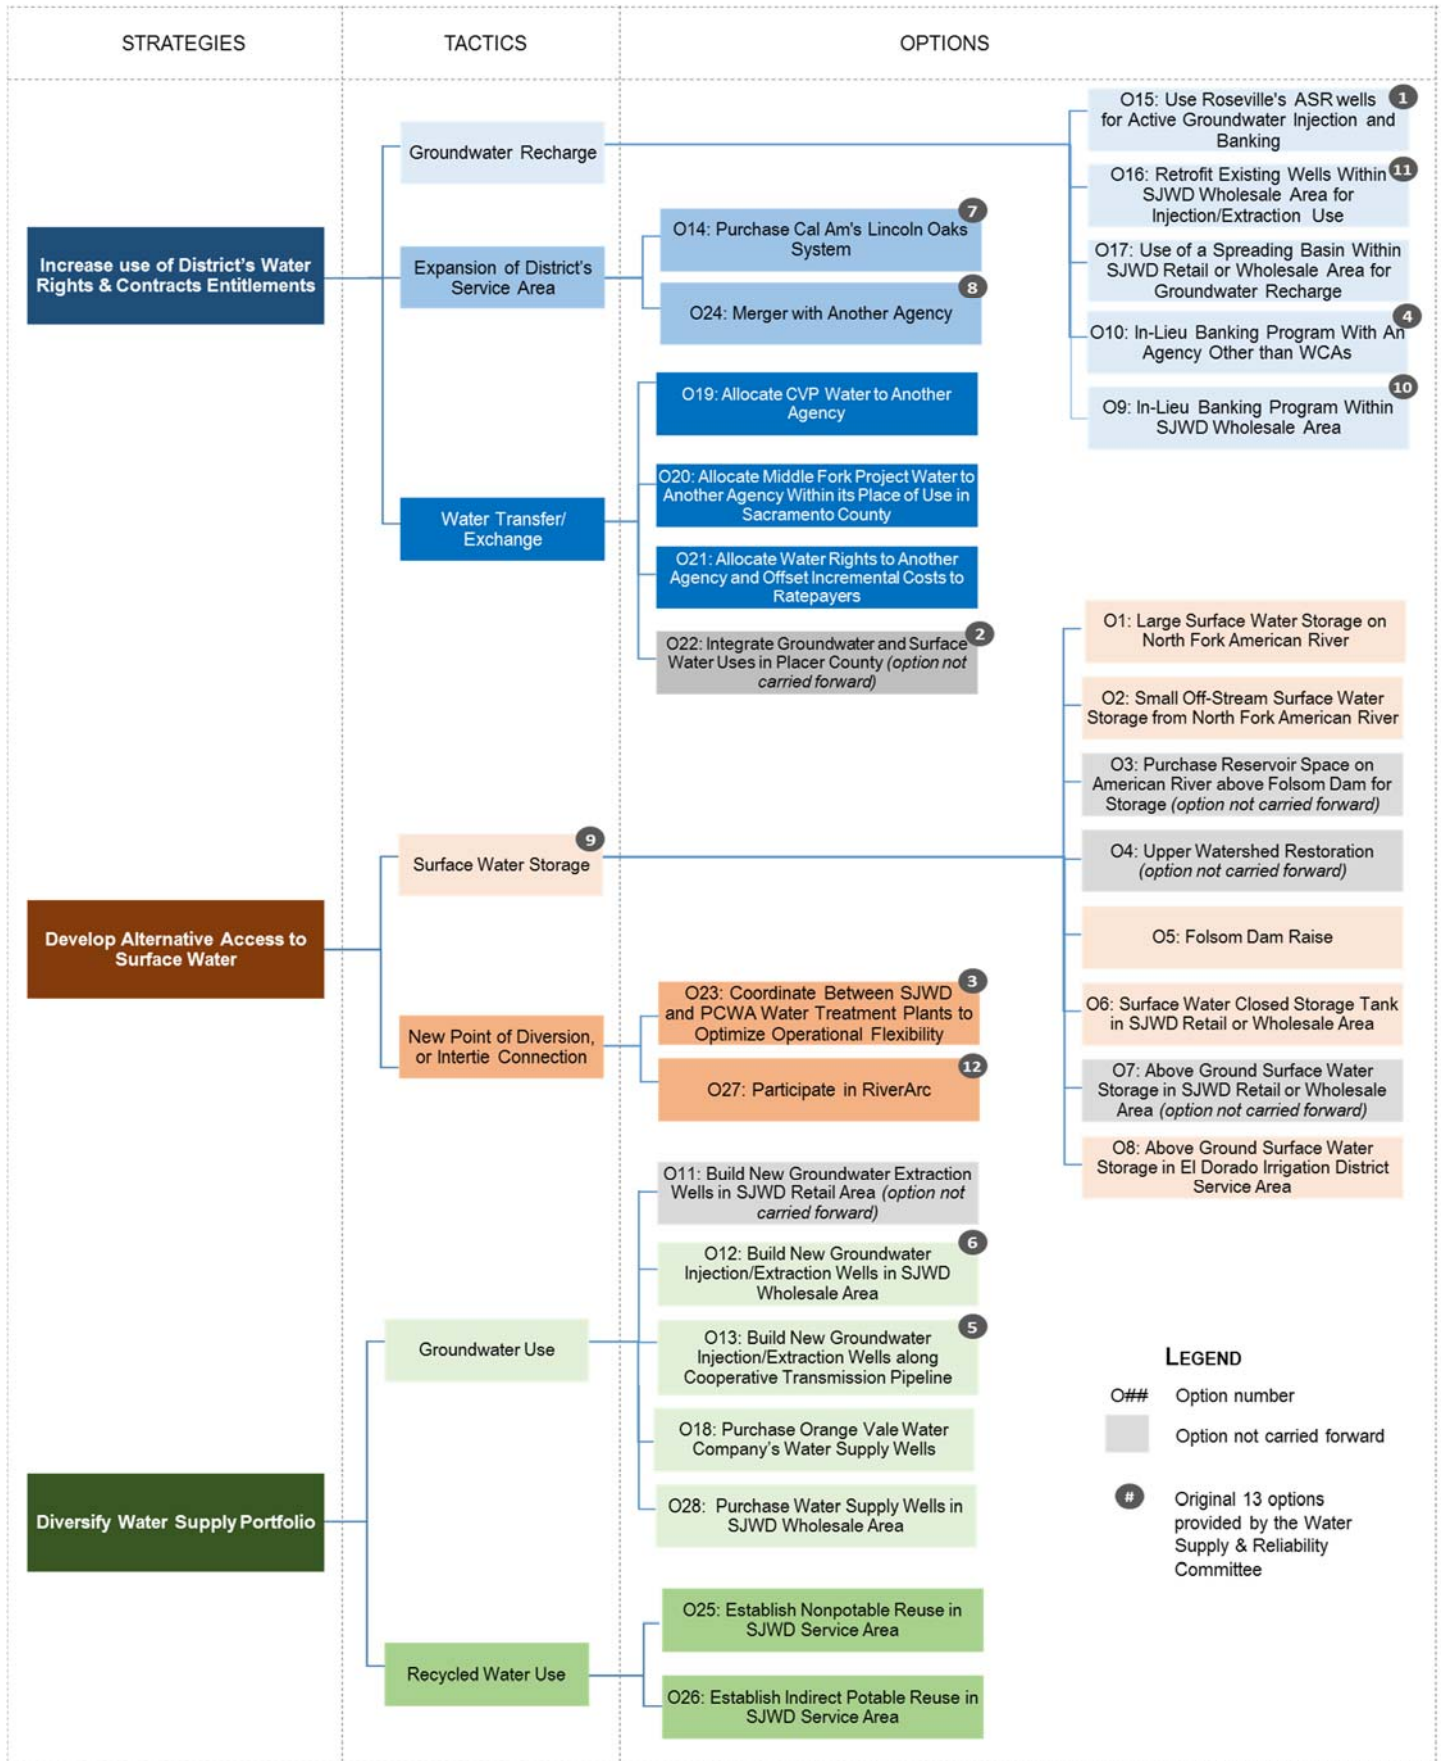 STRATEGIES
TACTICS
OPTIONS
Increase use of District's Water
Rights & Contracts Entitlements
Groundwater Recharge
O15: Use Roseville's ASR wells
for Active Groundwater Injection and
Banking
1
O16: Retrofit Existing Wells Within
SJWD Wholesale Area for
Injection/Extraction Use
11
O17: Use of a Spreading Basin Within
SJWD Retail or Wholesale Area for
Groundwater Recharge
O10: In-Lieu Banking Program With An
Agency Other than WCAs
4
O9: In-Lieu Banking Program Within
SJWD Wholesale Area
10
Expansion of District's
Service Area
O14: Purchase Cal Am's Lincoln Oaks
System
7
O24: Merger with Another Agency
8
Water Transfer/
Exchange
O19: Allocate CVP Water to Another
Agency
O20: Allocate Middle Fork Project Water to
Another Agency Within its Place of Use in
Sacramento County
O21: Allocate Water Rights to Another
Agency and Offset Incremental Costs to
Ratepayers
O22: Integrate Groundwater and Surface
Water Uses in Placer County (option not
carried forward)
2
Develop Alternative Access to
Surface Water
Surface Water Storage
9
O1: Large Surface Water Storage on
North Fork American River
O2: Small Off-Stream Surface Water
Storage from North Fork American River
O3: Purchase Reservoir Space on
American River above Folsom Dam for
Storage (option not carried forward)
O4: Upper Watershed Restoration
(option not carried forward)
O5: Folsom Dam Raise
O6: Surface Water Closed Storage Tank
in SJWD Retail or Wholesale Area
O7: Above Ground Surface Water
Storage in SJWD Retail or Wholesale
Area (option not carried forward)
O8: Above Ground Surface Water
Storage in El Dorado Irrigation District
Service Area
New Point of Diversion,
or Intertie Connection
O23: Coordinate Between SJWD
and PCWA Water Treatment Plants to
Optimize Operational Flexibility
3
O27: Participate in RiverArc
12
Diversify Water Supply Portfolio
Groundwater Use
O11: Build New Groundwater Extraction
Wells in SJWD Retail Area (option not
carried forward)
O12: Build New Groundwater
Injection/Extraction Wells in SJWD
Wholesale Area
6
O13: Build New Groundwater
Injection/Extraction Wells along
Cooperative Transmission Pipeline
5
O18: Purchase Orange Vale Water
Company's Water Supply Wells
O28: Purchase Water Supply Wells in
SJWD Wholesale Area
Recycled Water Use
O25: Establish Nonpotable Reuse in
SJWD Service Area
O26: Establish Indirect Potable Reuse in
SJWD Service Area
LEGEND
O## Option number
Option not carried forward
# Original 13 options
provided by the Water
Supply & Reliability
Committee